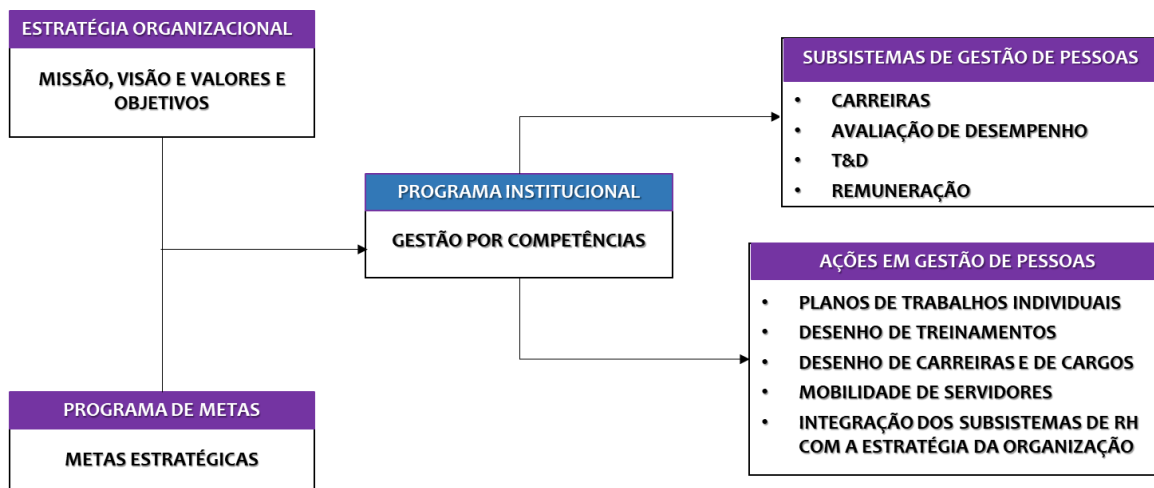 ESTRATÉGIA ORGANIZACIONAL
MISSÃO, VISÃO E VALORES E
OBJETIVOS
PROGRAMA DE METAS
METAS ESTRATÉGICAS
PROGRAMA INSTITUCIONAL
GESTÃO POR COMPETÊNCIAS
SUBSISTEMAS DE GESTÃO DE PESSOAS
• CARREIRAS
• AVALIAÇÃO DE DESEMPENHO
• T&D
• REMUNERAÇÃO
AÇÕES EM GESTÃO DE PESSOAS
• PLANOS DE TRABALHOS INDIVIDUAIS
• DESENHO DE TREINAMENTOS
• DESENHO DE CARREIRAS E DE CARGOS
• MOBILIDADE DE SERVIDORES
• INTEGRAÇÃO DOS SUBSISTEMAS DE RH
COM A ESTRATÉGIA DA ORGANIZAÇÃO